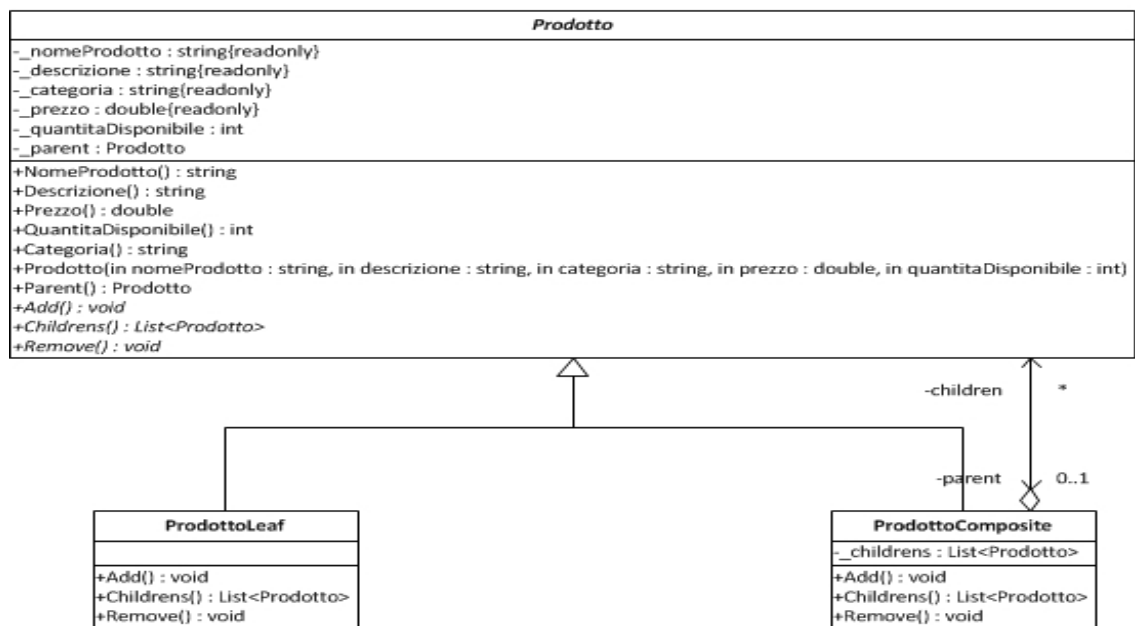 Prodotto
-_nomeProdotto : string{readonly}
-_descrizione : string{readonly}
-_categoria : string{readonly}
-_prezzo : double{readonly}
-_quantitaDisponibile : int
-_parent : Prodotto
+NomeProdotto() : string
+Descrizione() : string
+Prezzo() : double
+QuantitaDisponibile() : int
+Categoria() : string
+Prodotto(in nomeProdotto : string, in descrizione : string, in categoria : string, in prezzo : double, in quantitaDisponibile : int)
+Parent() : Prodotto
+Add() : void
+Childrens() : List<Prodotto>
+Remove() : void
-children *
-parent 0..1
ProdottoLeaf
+Add() : void
+Childrens() : List<Prodotto>
+Remove() : void
ProdottoComposite
-_childrens : List<Prodotto>
+Add() : void
+Childrens() : List<Prodotto>
+Remove() : void